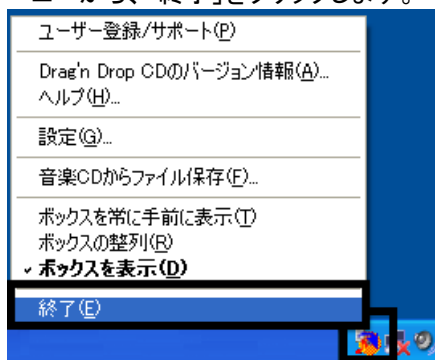 ユーザー登録/サポート(P)
Drag'n Drop CDのバージョン情報(A)...
ヘルプ(H)...
設定(G)...
音楽CDからファイル保存(F)...
ボックスを常に手前に表示(T)
ボックスの整列(R)
ボックスを表示(D)
終了(E)